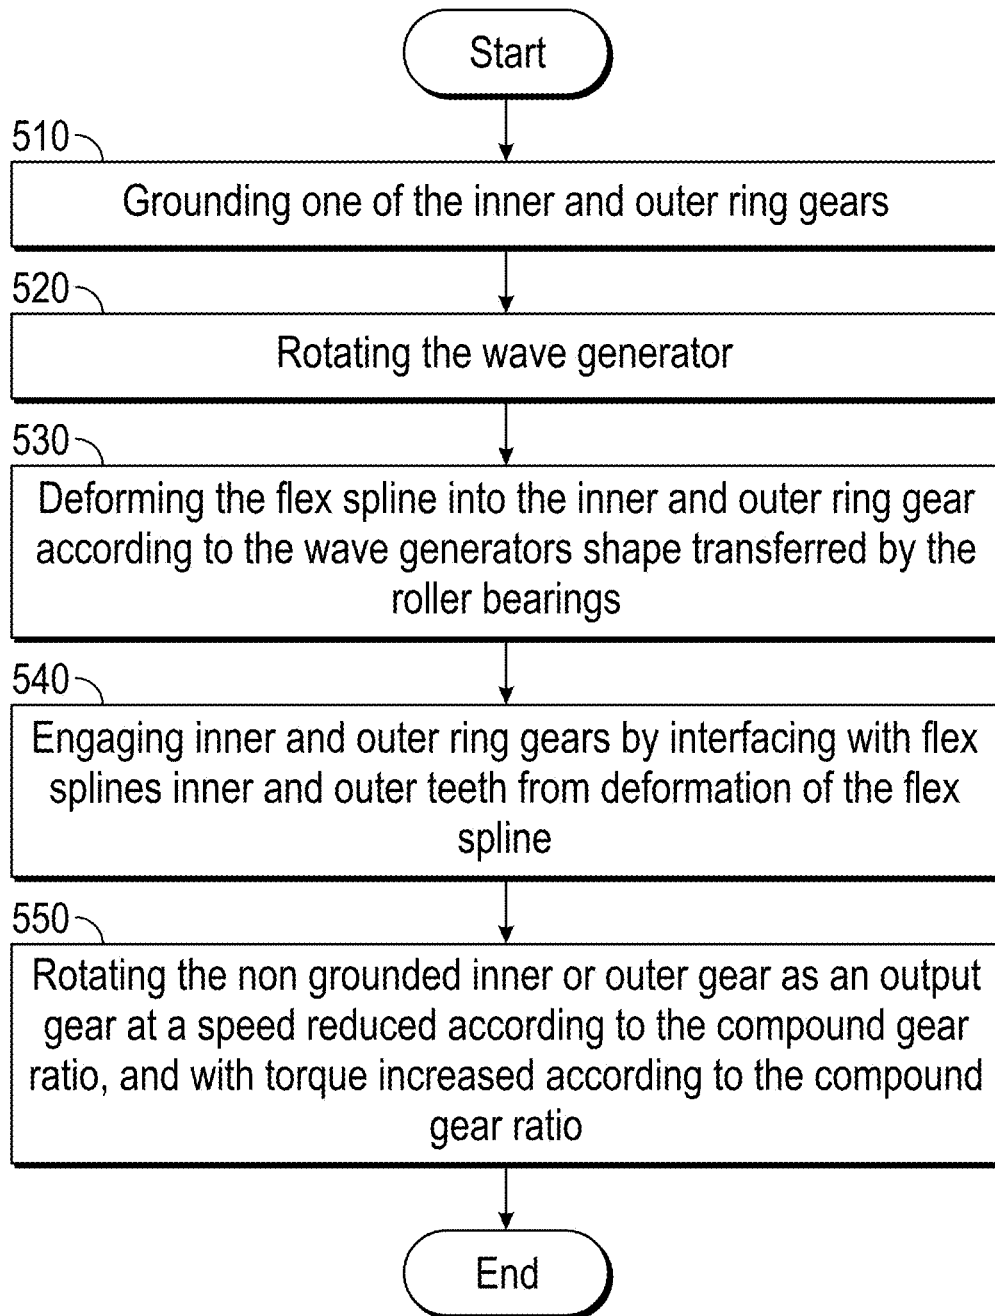 Start
510
Grounding one of the inner and outer ring gears
520
Rotating the wave generator
530
Deforming the flex spline into the inner and outer ring gear
according to the wave generators shape transferred by the
roller bearings
540
Engaging inner and outer ring gears by interfacing with flex
splines inner and outer teeth from deformation of the flex
spline
550
Rotating the non grounded inner or outer gear as an output
gear at a speed reduced according to the compound gear
ratio, and with torque increased according to the compound
gear ratio
End